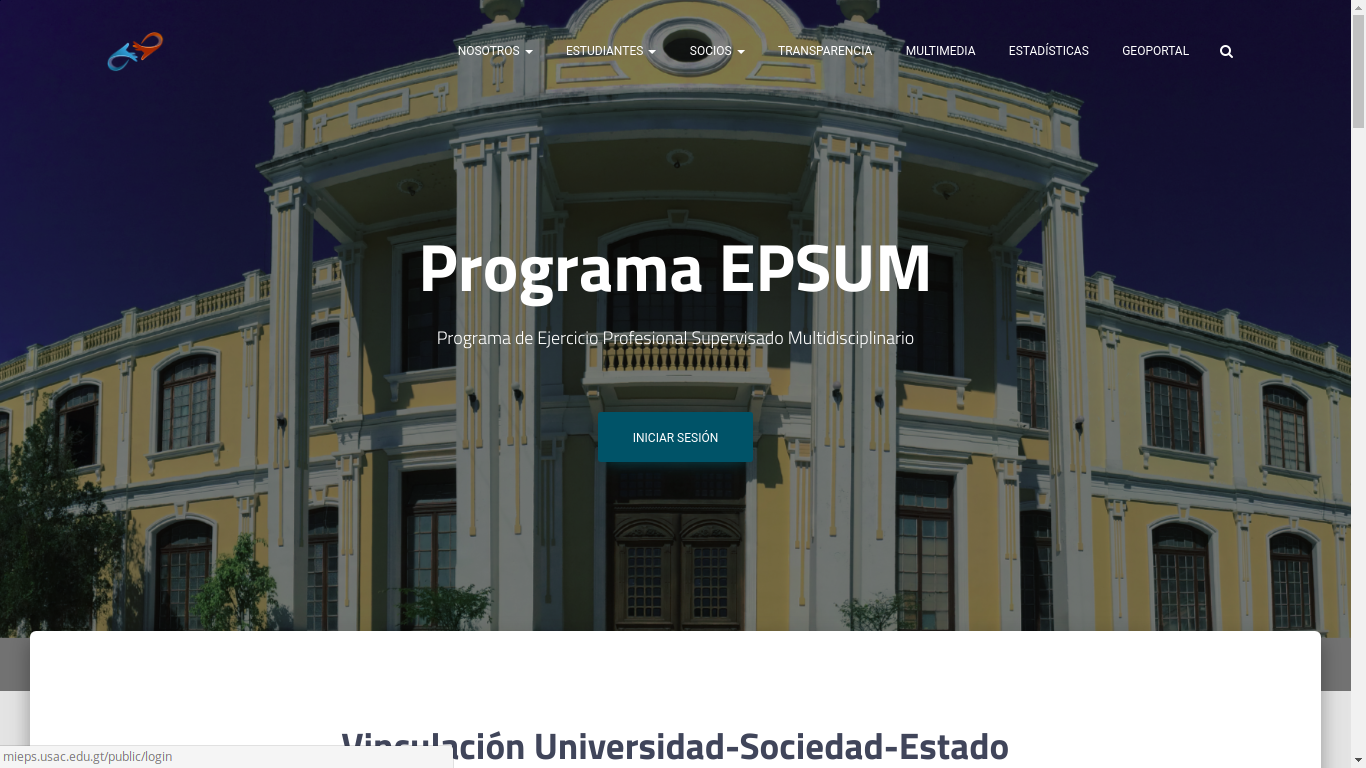 NOSOTROS ESTUDIANTES SOCIOS TRANSPARENCIA MULTIMEDIA ESTADÍSTICAS GEOPORTAL
Programa EPSUM
Programa de Ejercicio Profesional Supervisado Multidisciplinario
INICIAR SESIÓN
Vinculación Universidad-Sociedad-Estado
mieps.usac.edu.gt/public/login